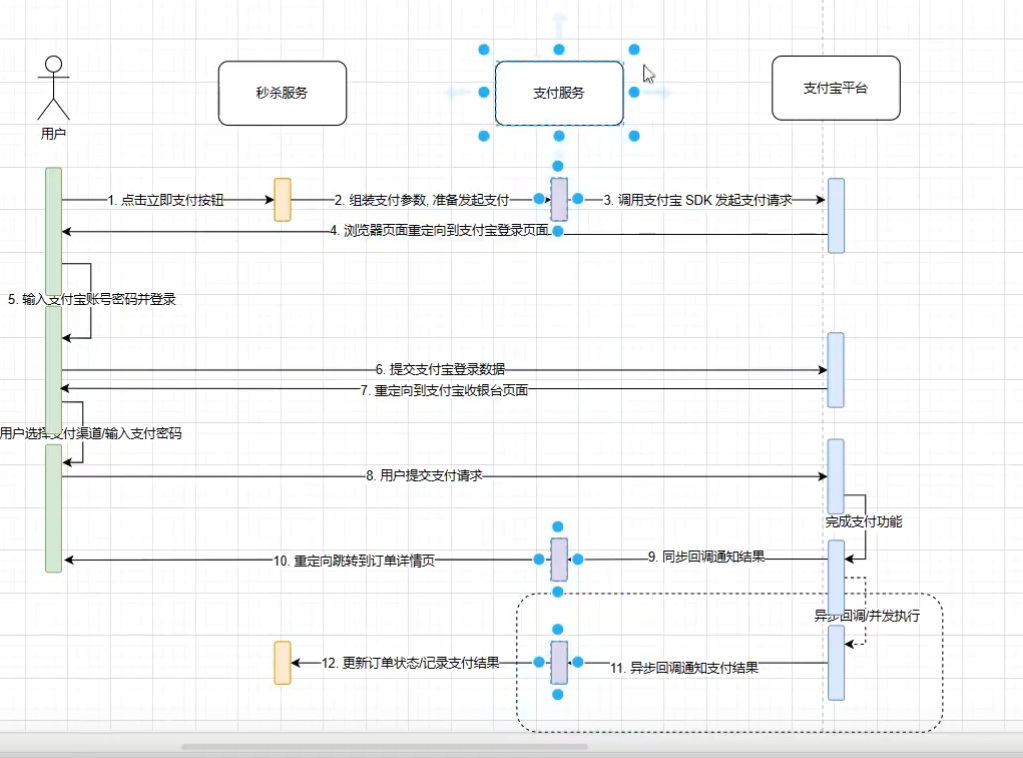 秒杀服务
支付服务
支付宝平台
用户
1. 点击立即支付按钮
2. 组装支付参数, 准备发起支付
3. 调用支付宝 SDK 发起支付请求
4. 浏览器页面重定向到支付宝登录页面
5. 输入支付宝账号密码并登录
6. 提交支付宝登录数据
7. 重定向到支付宝收银台页面
用户选择支付渠道/输入支付密码
8. 用户提交支付请求
完成支付功能
9. 同步回调通知结果
10. 重定向跳转到订单详情页
异步回调/并发执行
12. 更新订单状态/记录支付结果
11. 异步回调通知支付结果